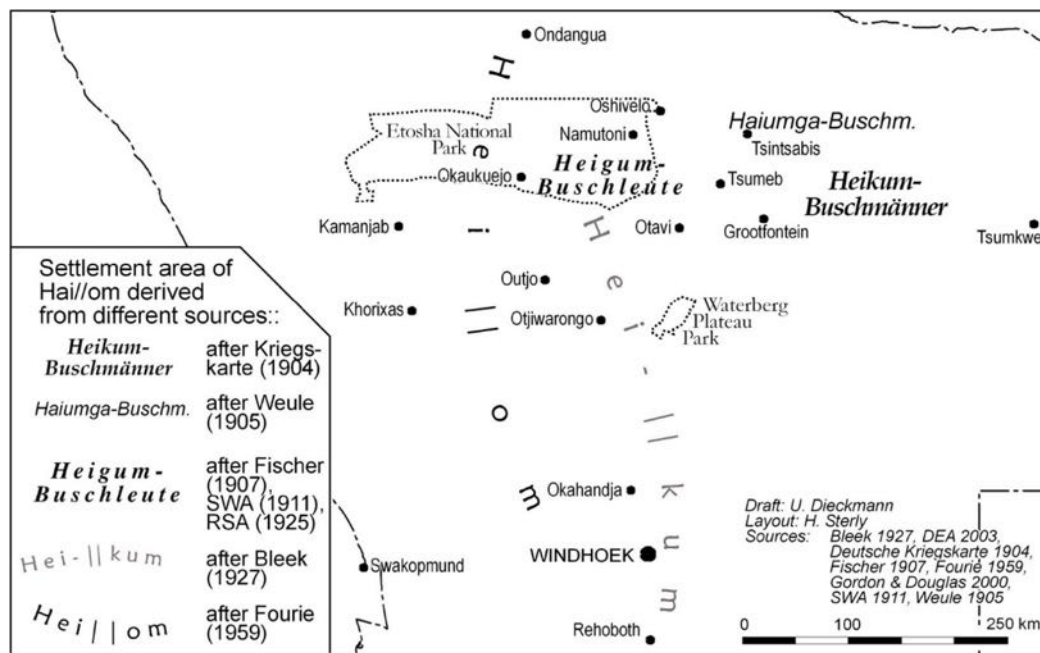 Ondangua
Oshivelo
Etosha National
Park
Namutoni
Haiumga-Buschm.
Tsintsabis
Okaukuejo
Heigum-
Buschleute
Tsumeb
Heikum-
Buschmänner
Kamanjab
Otavi
Grootfontein
Tsumkwe
Outjo
Khorixas
Otjiwarongo
Waterberg
Plateau
Park
Hei||om
Hei-||kum
Okahandja
WINDHOEK
Swakopmund
Rehoboth
Settlement area of
Hai//om derived
from different sources::
Heikum-
Buschmänner
after Kriegs-
karte (1904)
Haiumga-Buschm.
after Weule
(1905)
Heigum-
Buschleute
after Fischer
(1907),
SWA (1911),
RSA (1925)
Hei-||kum
after Bleek
(1927)
Hei||om
after Fourie
(1959)
Draft: U. Dieckmann
Layout: H. Sterly
Sources: Bleek 1927, DEA 2003,
Deutsche Kriegskarte 1904,
Fischer 1907, Fourie 1959,
Gordon & Douglas 2000,
SWA 1911, Weule 1905
0 100 250 km